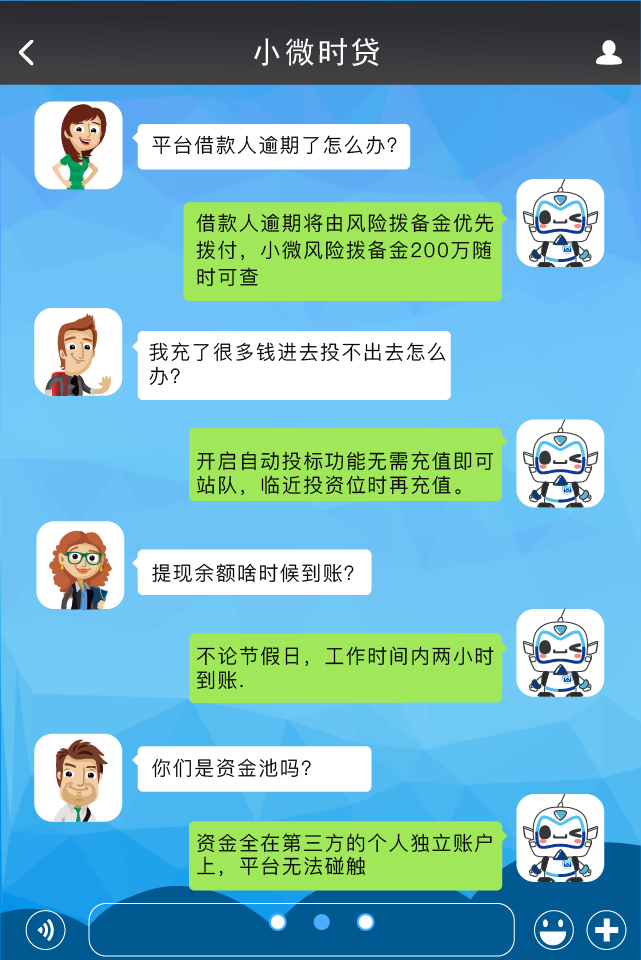 小微时贷
平台借款人逾期了怎么办？
借款人逾期将由风险拨备金优先
拨付，小微风险拨备金200万随
时可查
我充了很多钱进去投不出去怎么
办？
开启自动投标功能无需充值即可
站队，临近投资位时再充值。
提现余额啥时候到账？
不论节假日，工作时间内两小时
到账.
你们是资金池吗？
资金全在第三方的个人独立账户
上，平台无法碰触